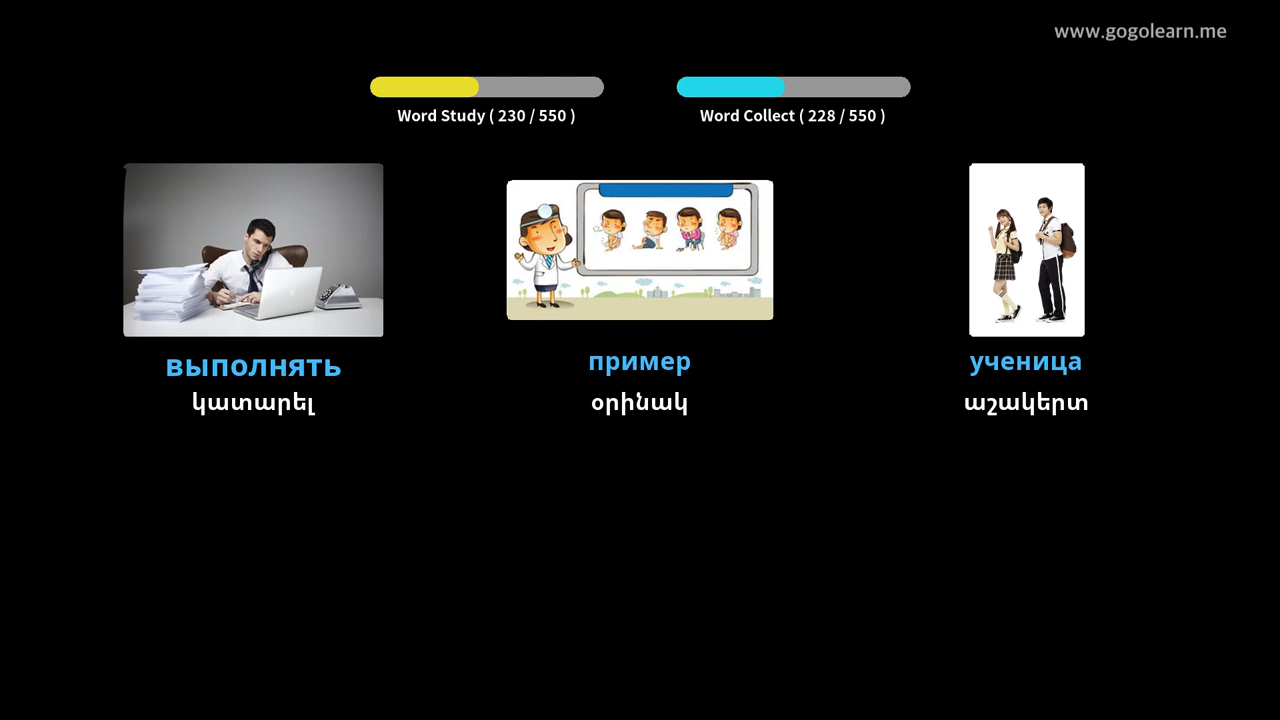 www.gogolearn.me
Word Study ( 230 / 550 )
Word Collect ( 228 / 550 )
выполнять
пример
ученица
կատարել
օրինակ
աշակերտ